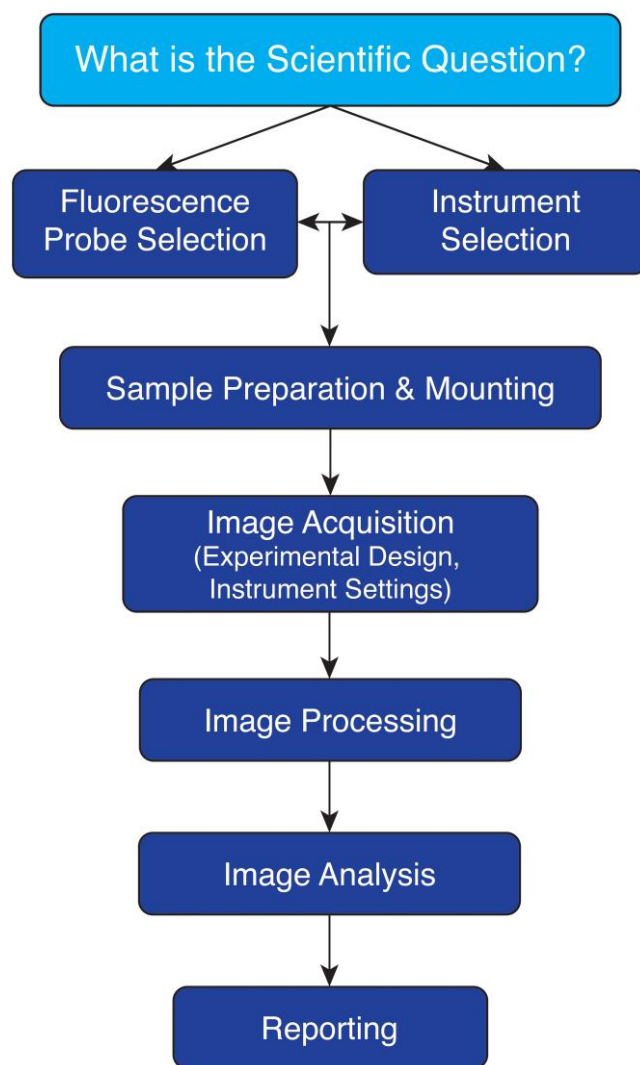 What is the Scientific Question?
Fluorescence
Probe Selection
Instrument
Selection
Sample Preparation & Mounting
Image Acquisition
(Experimental Design,
Instrument Settings)
Image Processing
Image Analysis
Reporting